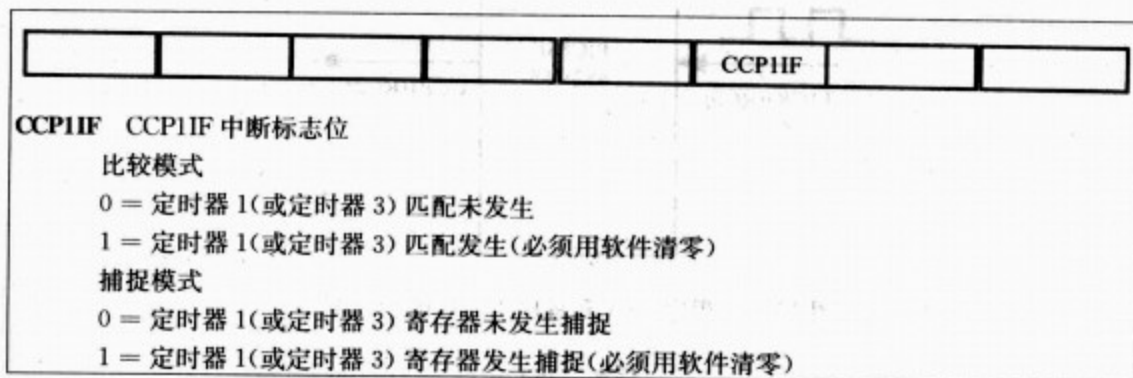 CCP1IF
CCP1IF CCP1IF 中断标志位
比较模式
0 = 定时器 1(或定时器 3) 匹配未发生
1 = 定时器 1(或定时器 3) 匹配发生(必须用软件清零)
捕捉模式
0 = 定时器 1(或定时器 3) 寄存器未发生捕捉
1 = 定时器 1(或定时器 3) 寄存器发生捕捉(必须用软件清零)